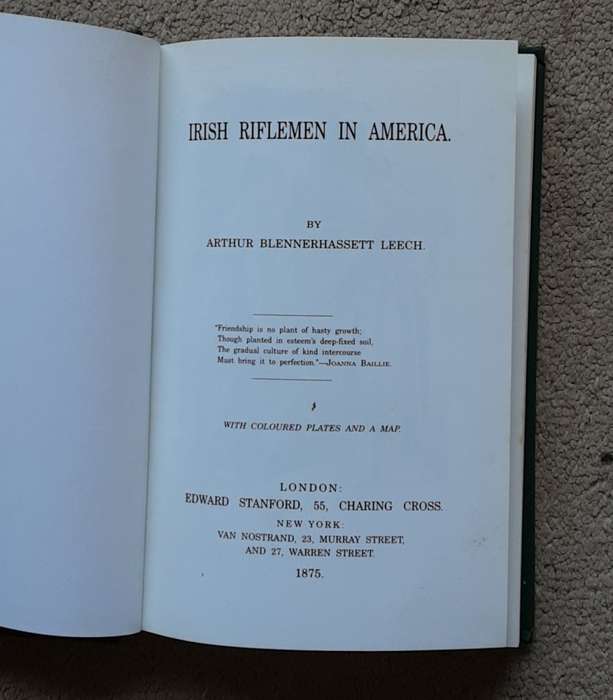 IRISH RIFLEMEN IN AMERICA.
BY
ARTHUR BLENNERHASSETT LEECH.
"Friendship is no plant of hasty growth;
Though planted in esteem's deep-fixed soil,
The gradual culture of kind intercourse
Must bring it to perfection."—JOANNA BAILLIE.
WITH COLOURED PLATES AND A MAP.
LONDON:
EDWARD STANFORD, 55, CHARING CROSS.
NEW YORK:
VAN NOSTRAND, 23, MURRAY STREET,
AND 27, WARREN STREET.
1875.